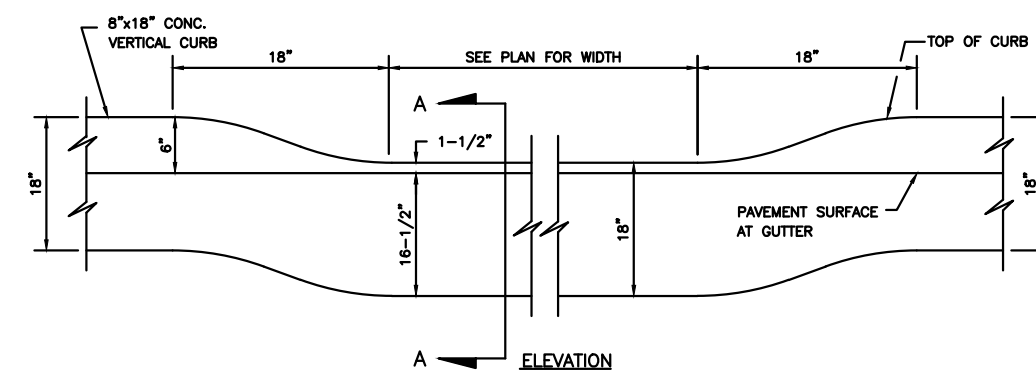 8"x18" CONC.
VERTICAL CURB
18"
SEE PLAN FOR WIDTH
18"
TOP OF CURB
A
1-1/2"
6"
18"
16-1/2"
18"
PAVEMENT SURFACE
AT GUTTER
18"
A
ELEVATION